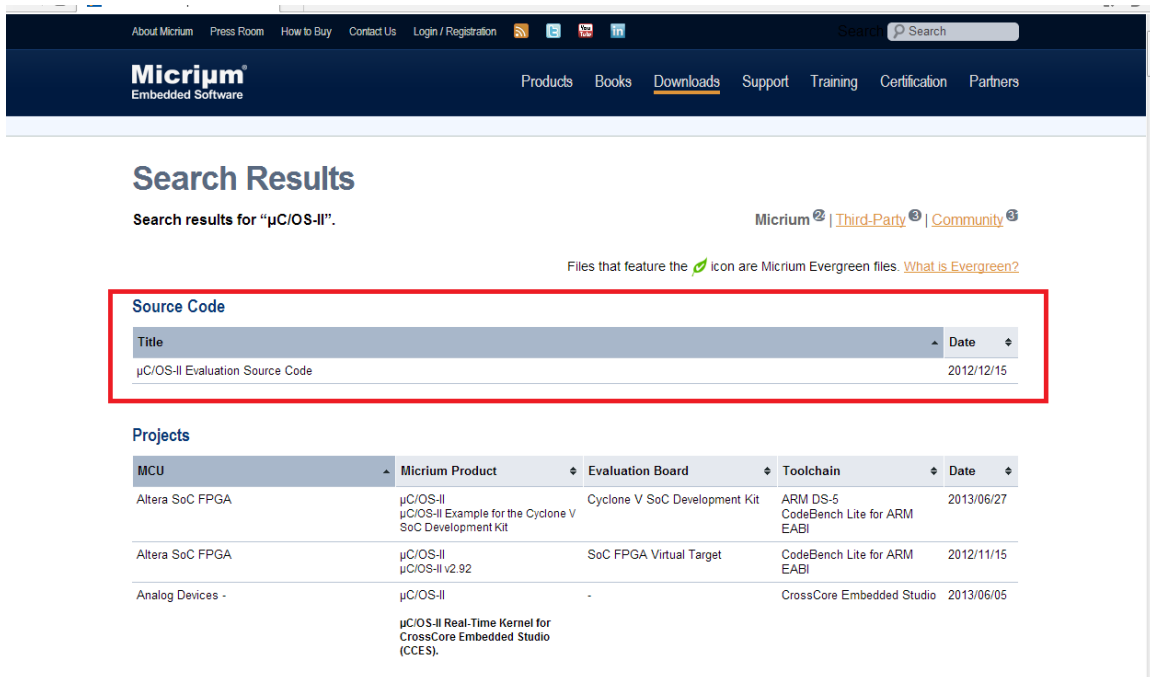 About Micrium Press Room How to Buy Contact Us Login / Registration Search Search
Micriµm®
Embedded Software
Products Books Downloads Support Training Certification Partners
Search Results
Search results for “µC/OS-II”.
Micrium | Third-Party 3 | Community
Files that feature the icon are Micrium Evergreen files. What is Evergreen?
Source Code
Title Date
µC/OS-II Evaluation Source Code 2012/12/15
Projects
MCU Micrium Product Evaluation Board Toolchain Date
Altera SoC FPGA µC/OS-II Cyclone V SoC Development Kit ARM DS-5 2013/06/27
µC/OS-II Example for the Cyclone V CodeBench Lite for ARM
SoC Development Kit EABI
Altera SoC FPGA µC/OS-II SoC FPGA Virtual Target CodeBench Lite for ARM 2012/11/15
µC/OS-II v2.92 EABI
Analog Devices - µC/OS-II - CrossCore Embedded Studio 2013/06/05
µC/OS-II Real-Time Kernel for
CrossCore Embedded Studio
(CCES).